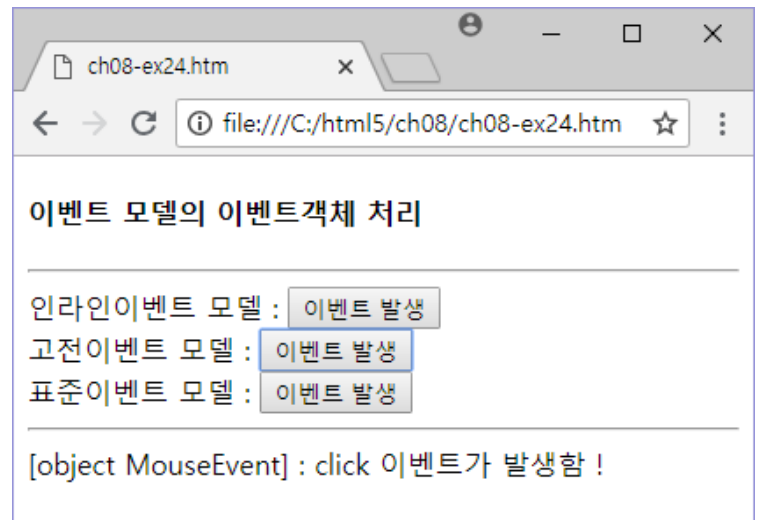 ch08-ex24.htm
file:///C:/html5/ch08/ch08-ex24.htm
이벤트 모델의 이벤트객체 처리
인라인이벤트 모델 : 이벤트 발생
고전이벤트 모델 : 이벤트 발생
표준이벤트 모델 : 이벤트 발생
[object MouseEvent] : click 이벤트가 발생함 !